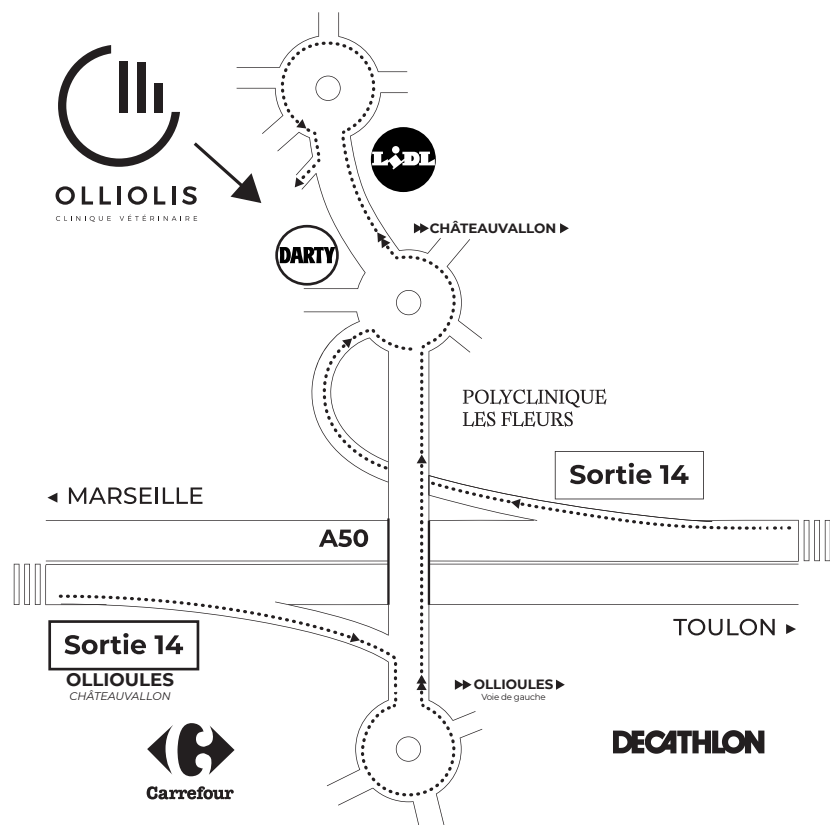 OLLIOLIS
CLINIQUE VÉTÉRINAIRE
LIDL
CHÂTEAUVALLON
DARTY
POLYCLINIQUE
LES FLEURS
Sortie 14
MARSEILLE
A50
TOULON
Sortie 14
OLLIOULES
CHÂTEAUVALLON
OLLIOULES
Voie de gauche
DECATHLON
Carrefour